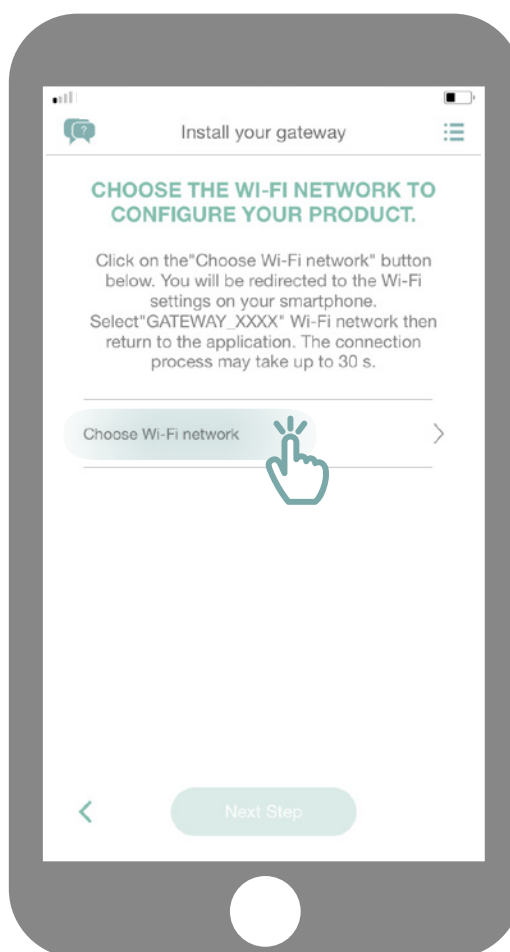 Install your gateway
CHOOSE THE WI-FI NETWORK TO
CONFIGURE YOUR PRODUCT.
Click on the"Choose Wi-Fi network" button
below. You will be redirected to the Wi-Fi
settings on your smartphone.
Select"GATEWAY_XXXX" Wi-Fi network then
return to the application. The connection
process may take up to 30 s.
Choose Wi-Fi network
Next Step